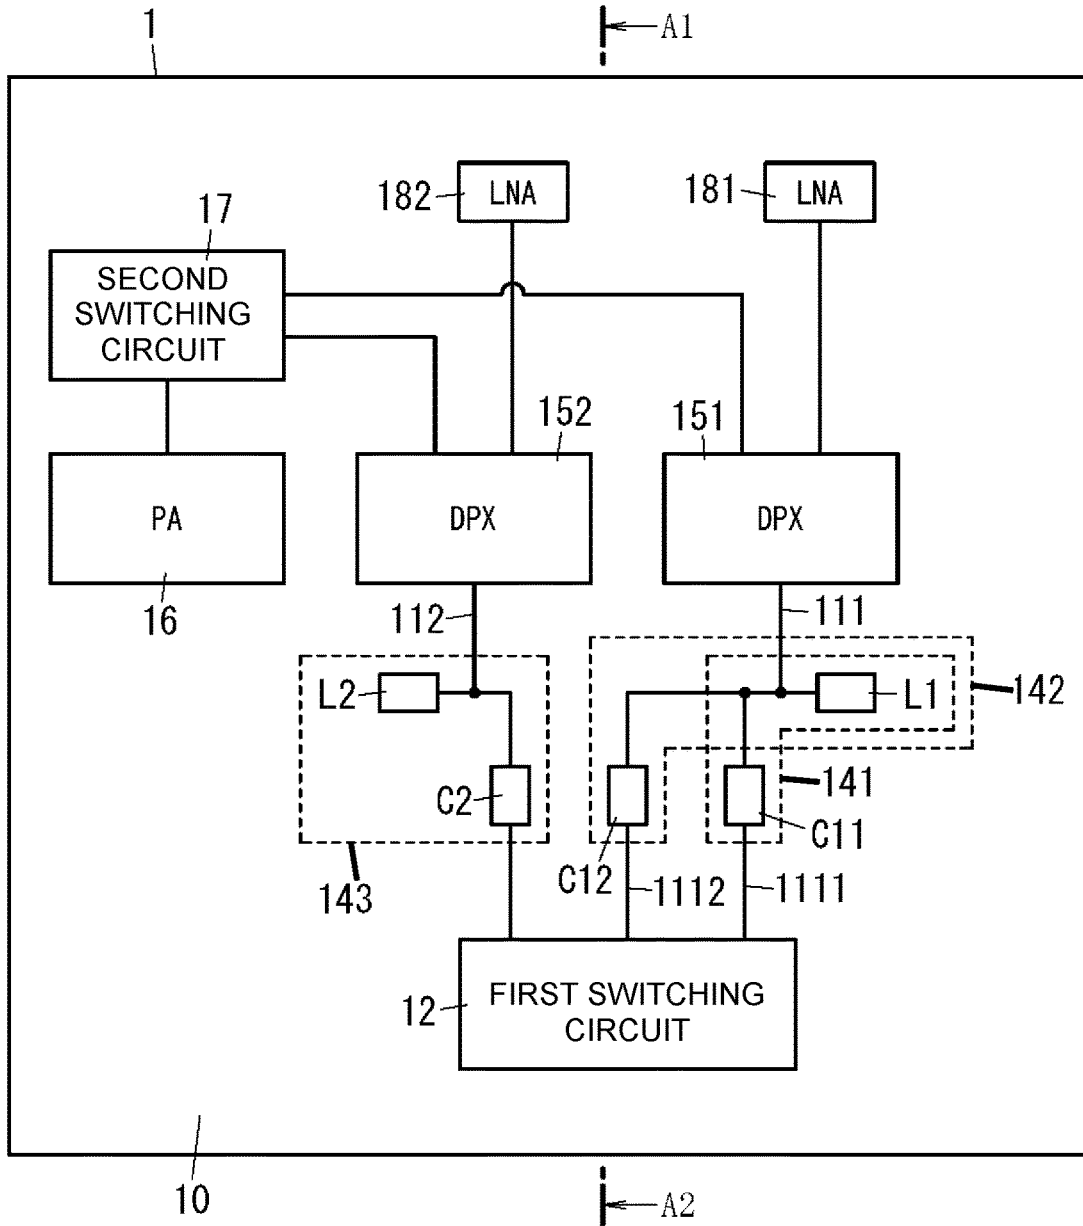 1
A1
182
LNA
181
LNA
17
SECOND
SWITCHING
CIRCUIT
152
151
PA
DPX
DPX
16
112
111
L2
L1
142
C2
141
C11
C12
143
1112
1111
12
FIRST SWITCHING
CIRCUIT
10
A2